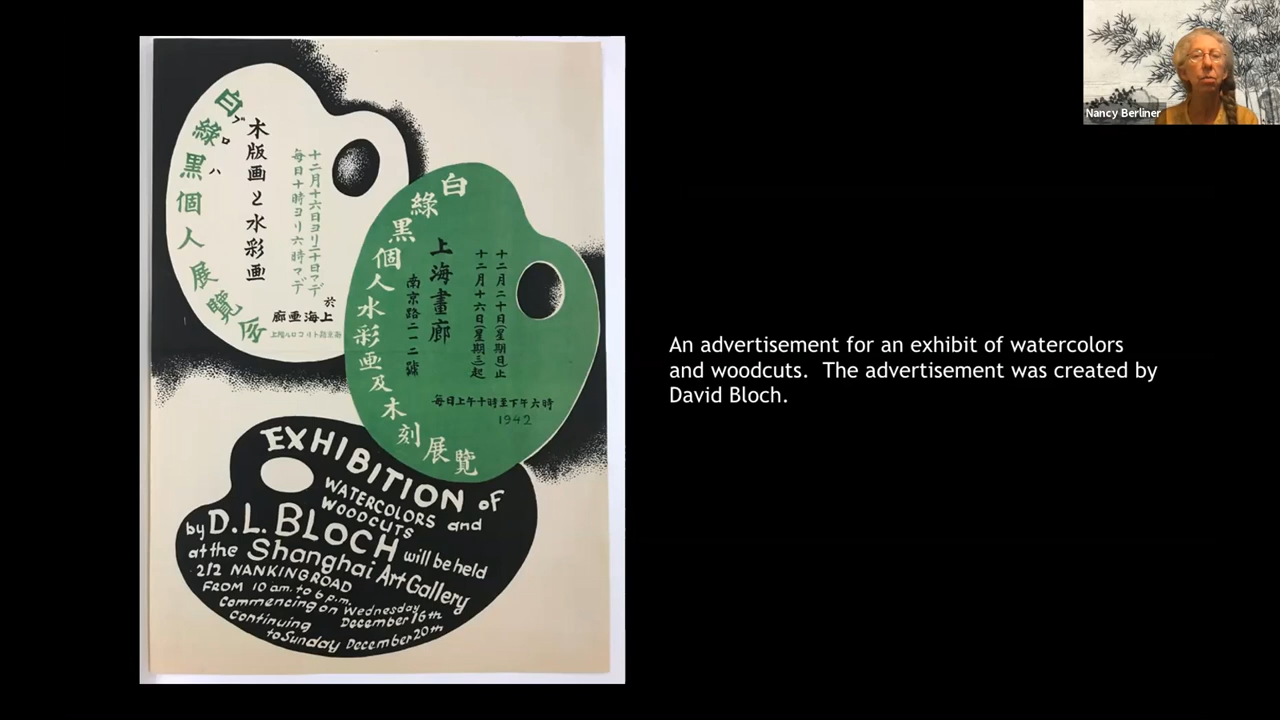 Nancy Berliner
白綠黒個人展覧会
ブロハ
木版画と水彩画
十二月十六日ヨリ二十日マデ
毎日十時ヨリ六時マデ
於
上海画廊
白綠黑個人水彩画及木刻展覽
上海畫廊
南京路二一二號
十二月二十日(星期日)止
十二月十六日(星期三)起
每日上午十時至下午六時
1942
EXHIBITION of
WATERCOLORS and
WOODCUTS
by D.L. BLOCH will be held
at the Shanghai Art Gallery
212 NANKING ROAD
FROM 10 am. to 6 p.m.
Commencing on Wednesday
December 16th
Continuing
to Sunday December 20th
An advertisement for an exhibit of watercolors
and woodcuts. The advertisement was created by
David Bloch.